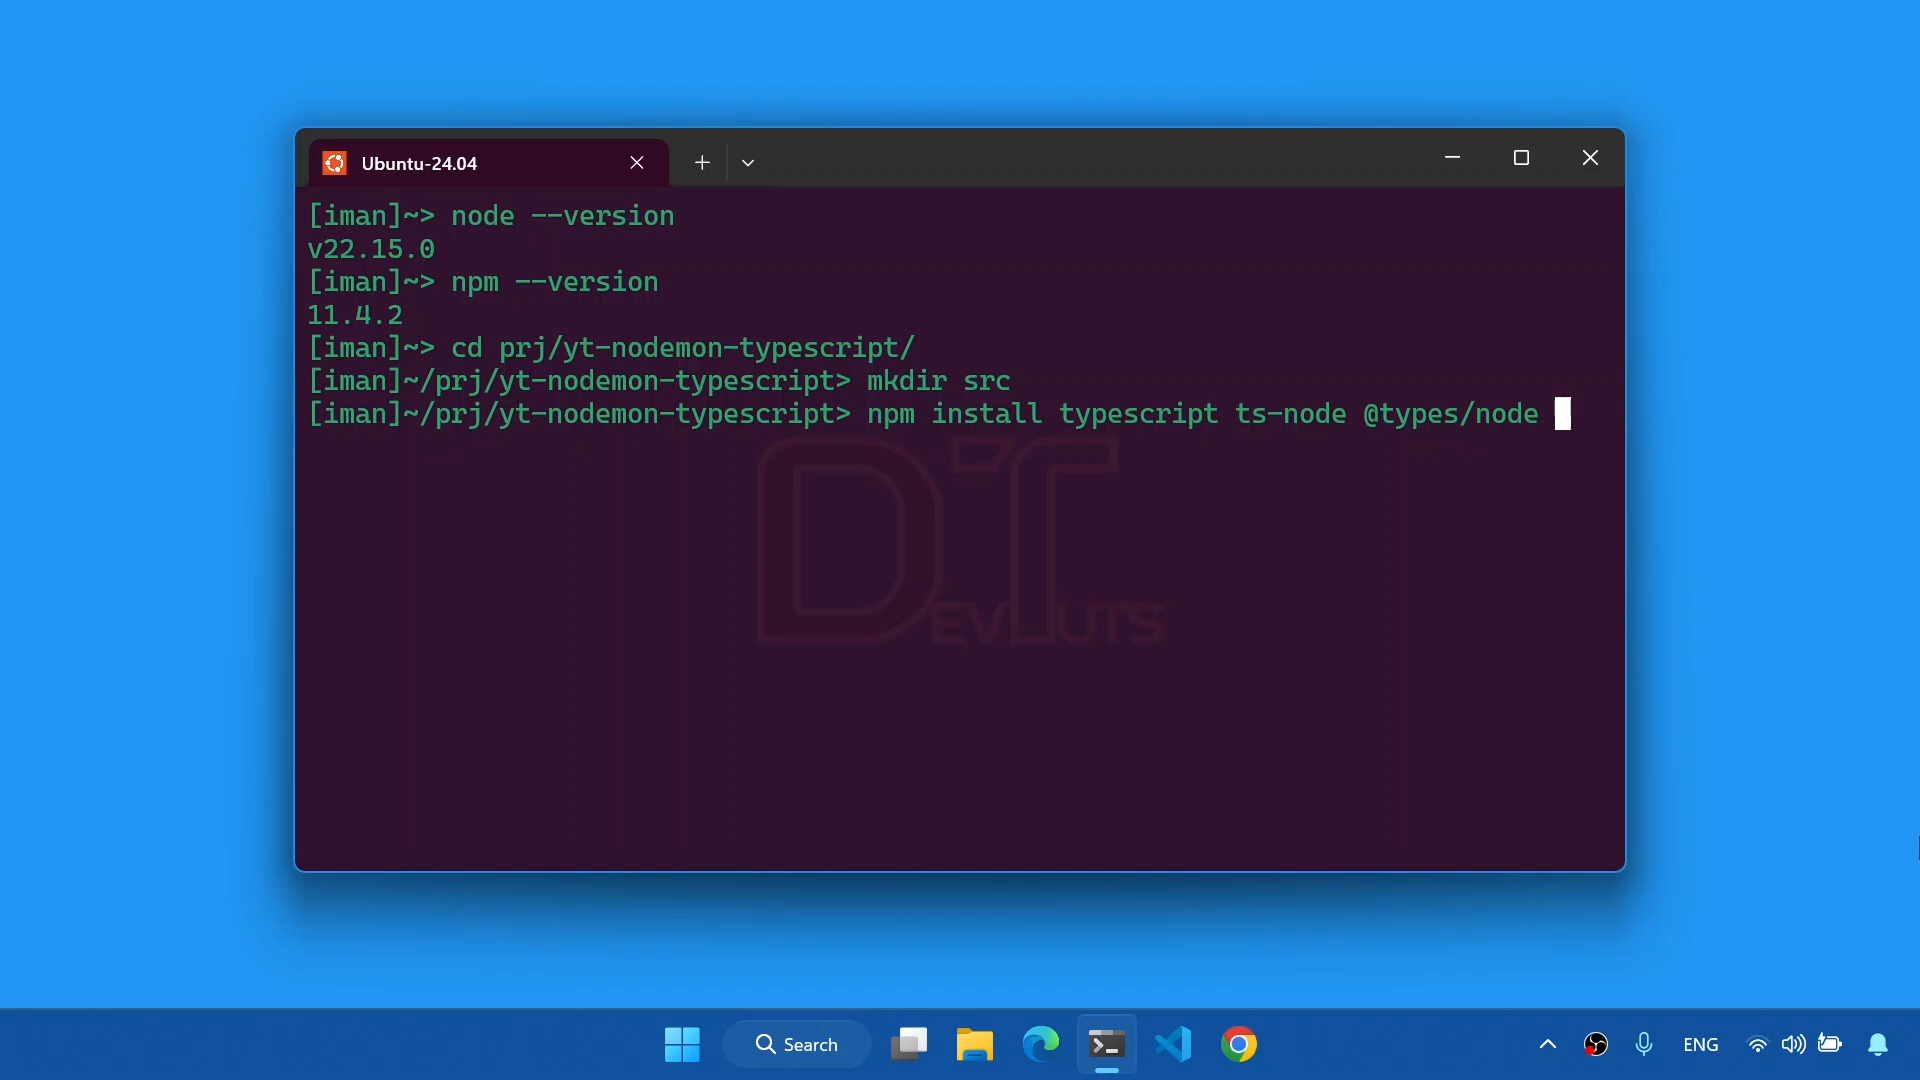 Ubuntu-24.04
[iman]~> node --version
v22.15.0
[iman]~> npm --version
11.4.2
[iman]~> cd prj/yt-nodemon-typescript/
[iman]~/prj/yt-nodemon-typescript> mkdir src
[iman]~/prj/yt-nodemon-typescript> npm install typescript ts-node @types/node
DEVTUTS
Search
ENG